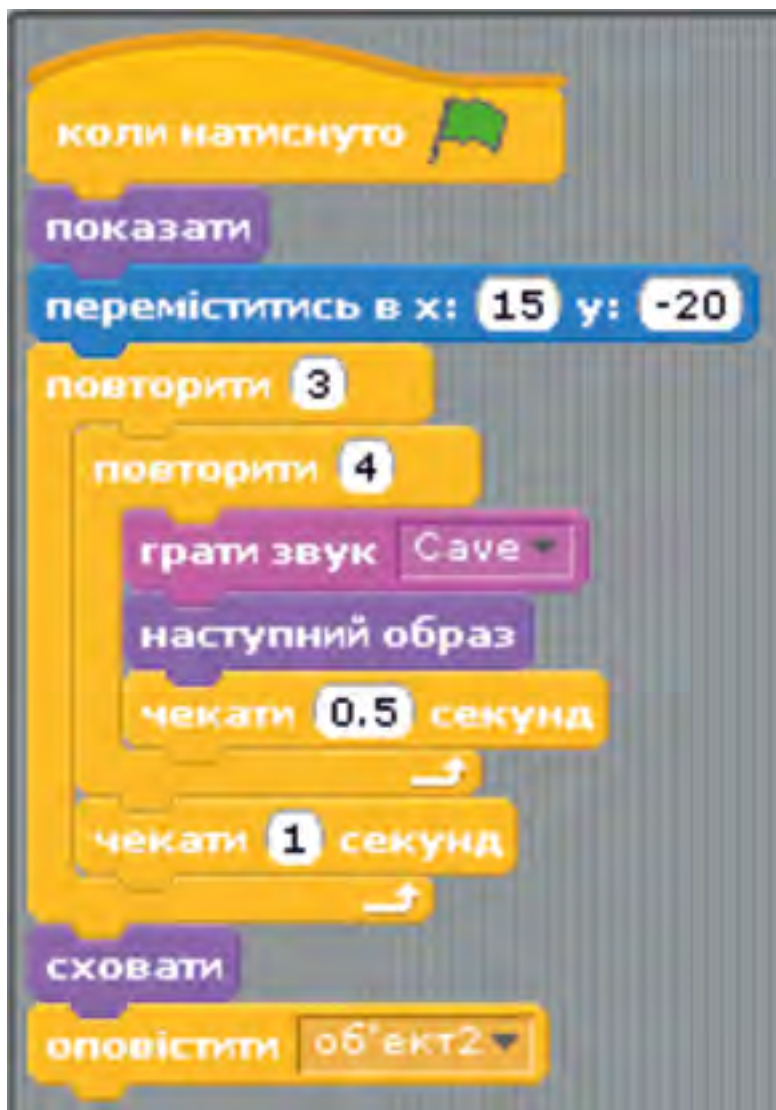 коли натиснуто
показати
переміститись в x: 15 y: -20
повторити 3
повторити 4
грати звук Cave
наступний образ
чекати 0.5 секунд
чекати 1 секунд
сховати
оповістити об'єкт2